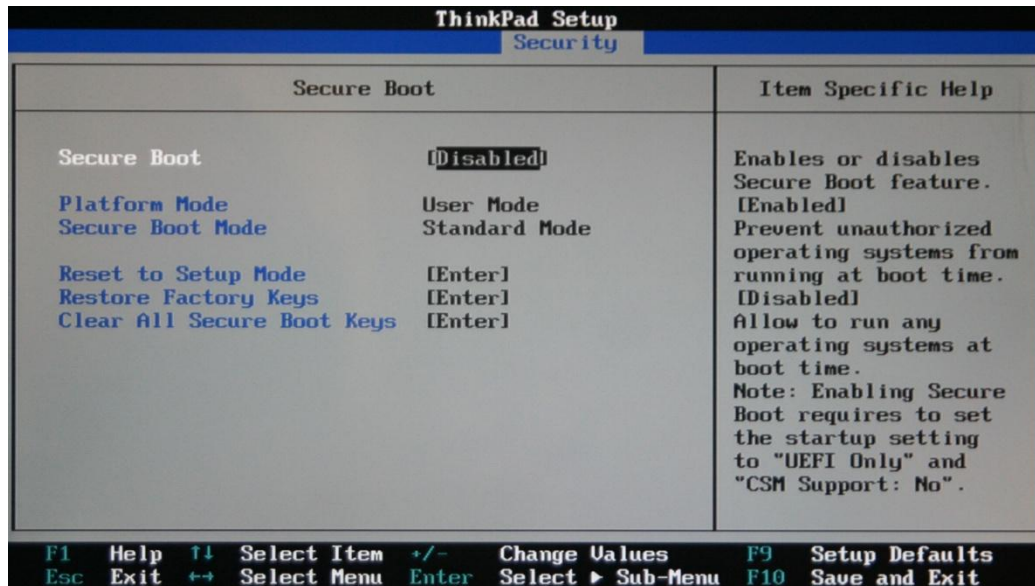 ThinkPad Setup
Security
Secure Boot
Item Specific Help
Secure Boot [Disabled]
Platform Mode User Mode
Secure Boot Mode Standard Mode
Reset to Setup Mode [Enter]
Restore Factory Keys [Enter]
Clear All Secure Boot Keys [Enter]
Enables or disables
Secure Boot feature.
[Enabled]
Prevent unauthorized
operating systems from
running at boot time.
[Disabled]
Allow to run any
operating systems at
boot time.
Note: Enabling Secure
Boot requires to set
the startup setting
to "UEFI Only" and
"CSM Support: No".
F1 Help ↑↓ Select Item +/- Change Values F9 Setup Defaults
Esc Exit ←→ Select Menu Enter Select ▶ Sub-Menu F10 Save and Exit